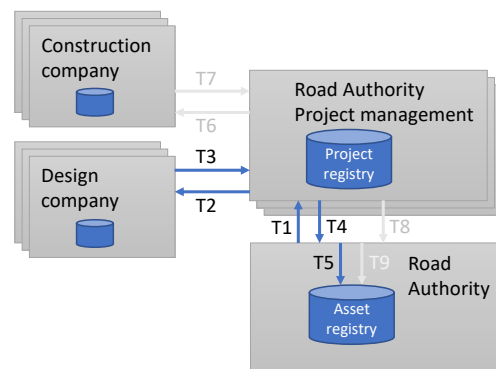 Construction
company
T7
T6
Road Authority
Project management
Project
registry
T3
T2
Design
company
T1
T4
T8
T5
T9
Road
Authority
Asset
registry